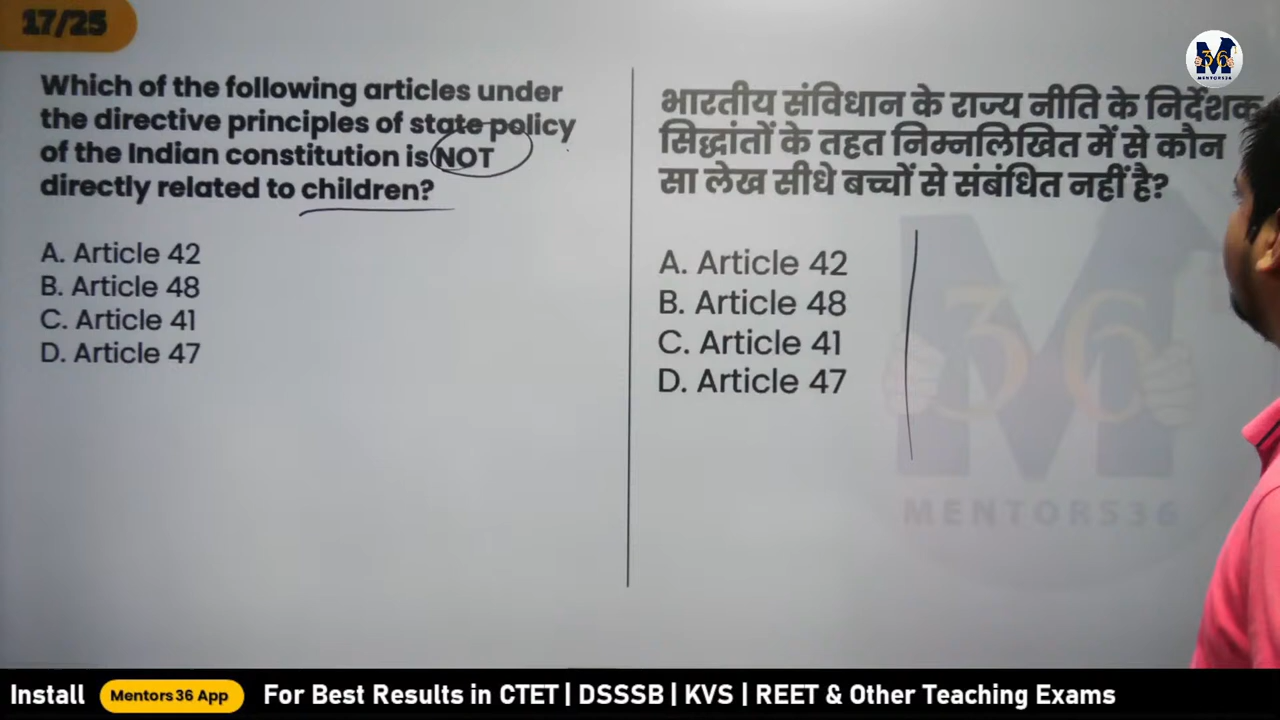 17/25
Which of the following articles under
the directive principles of state policy
of the Indian constitution is NOT
directly related to children?
A. Article 42
B. Article 48
C. Article 41
D. Article 47
भारतीय संविधान के राज्य नीति के निर्देशक
सिद्धांतों के तहत निम्नलिखित में से कौन
सा लेख सीधे बच्चों से संबंधित नहीं है?
A. Article 42
B. Article 48
C. Article 41
D. Article 47
M
36
MENTORS36
M
36
MENTORS36
Install Mentors36 App For Best Results in CTET | DSSSB | KVS | REET & Other Teaching Exams